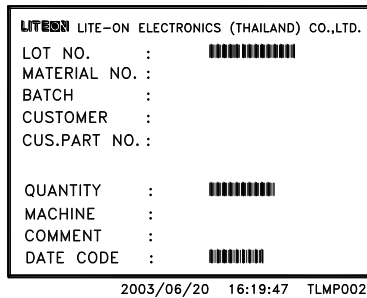 LITEON LITE-ON ELECTRONICS (THAILAND) CO.,LTD.
LOT NO. :
MATERIAL NO. :
BATCH :
CUSTOMER :
CUS.PART NO. :
QUANTITY :
MACHINE :
COMMENT :
DATE CODE :
2003/06/20 16:19:47 TLMP002